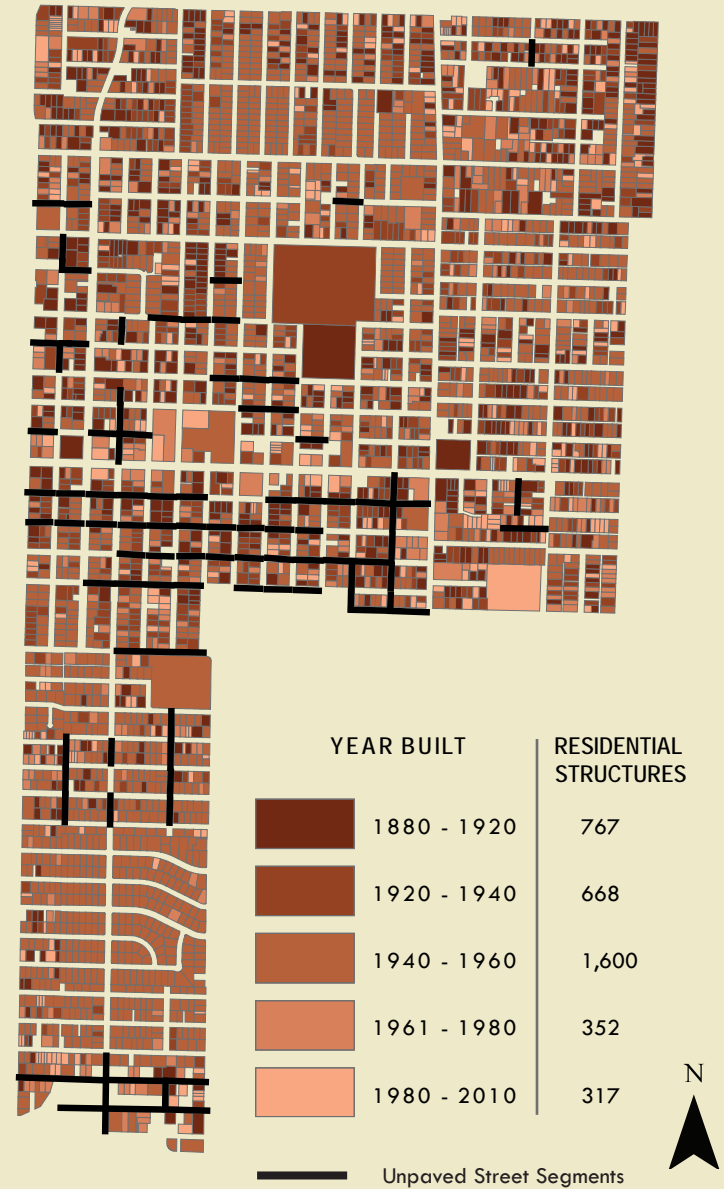 YEAR BUILT
RESIDENTIAL
STRUCTURES
1880 - 1920
767
1920 - 1940
668
1940 - 1960
1,600
1961 - 1980
352
1980 - 2010
317
N
Unpaved Street Segments